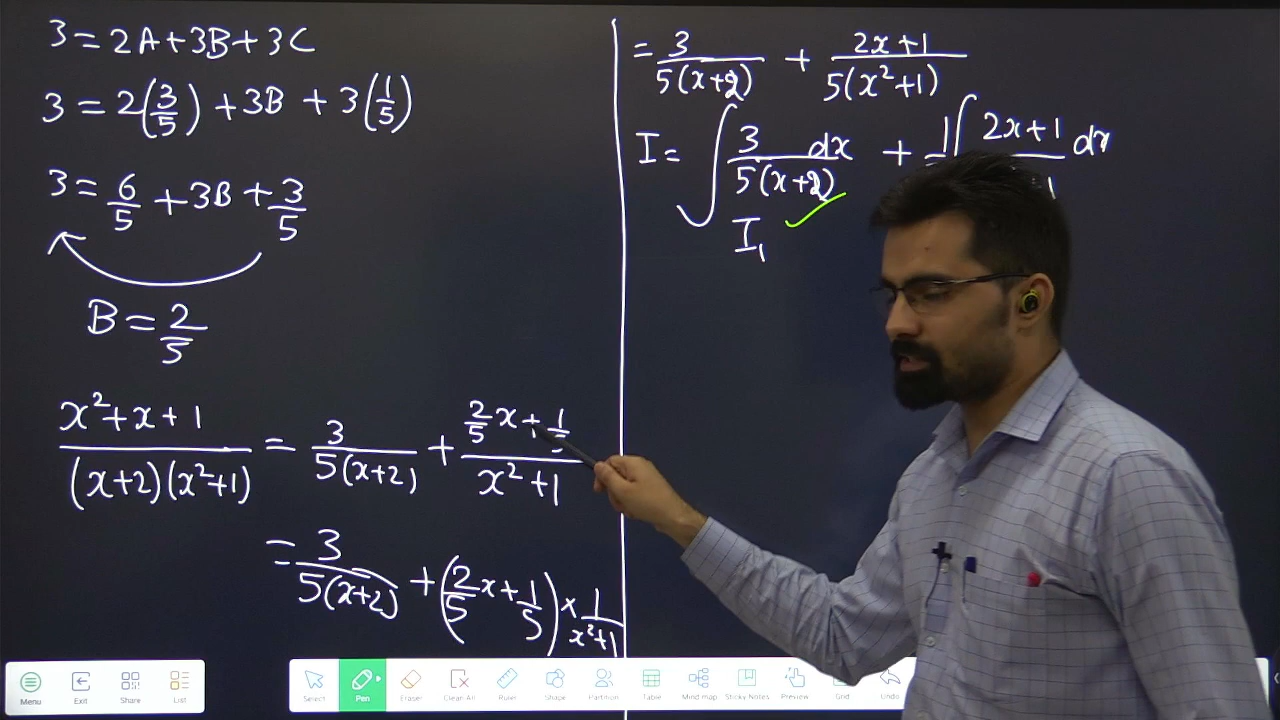 3 = 2A + 3B + 3C
3 = 2(3/5) + 3B + 3(1/5)
3 = 6/5 + 3B + 3/5
B = 2/5
x² + x + 1 / (x+2)(x²+1) = 3 / 5(x+2) + 2/5 x + 1/5 / x² + 1
= 3 / 5(x+2) + (2/5 x + 1/5) × 1 / x²+1
= 3 / 5(x+2) + 2x+1 / 5(x²+1)
I = ∫ 3 dx / 5(x+2) + 1 ∫ 2x+1 / 1 dx
I₁ ✓
Menu
Exit
Share
List
Select
Pen
Eraser
Clean All
Ruler
Shape
Partition
Table
Mind map
Sticky Notes
Preview
Grid
Undo